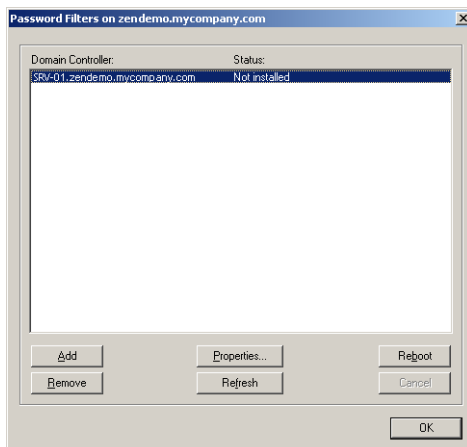 Password Filters on zendemo.mycompany.com
Domain Controller: Status:
SRV-01.zendemo.mycompany.com Not installed
Add Properties... Reboot
Remove Refresh Cancel
OK